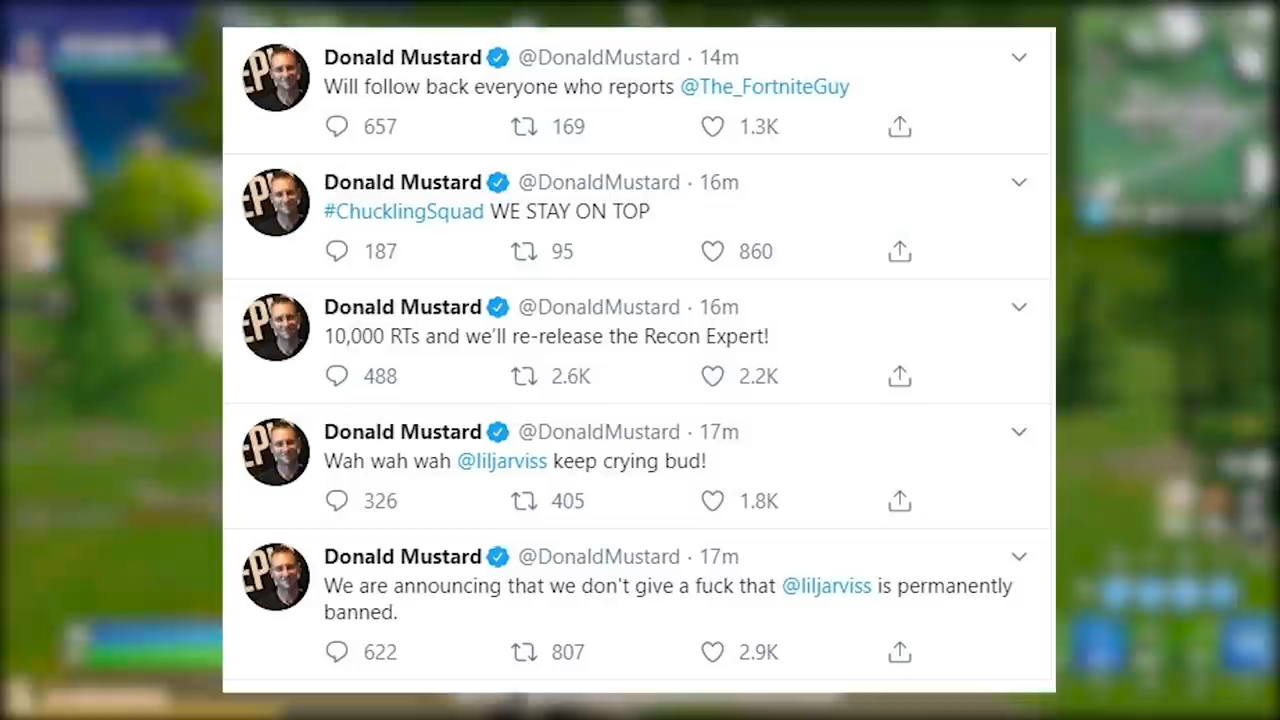 Donald Mustard @DonaldMustard · 14m
Will follow back everyone who reports @The_FortniteGuy
657 169 1.3K
Donald Mustard @DonaldMustard · 16m
#ChucklingSquad WE STAY ON TOP
187 95 860
Donald Mustard @DonaldMustard · 16m
10,000 RTs and we'll re-release the Recon Expert!
488 2.6K 2.2K
Donald Mustard @DonaldMustard · 17m
Wah wah wah @liljarviss keep crying bud!
326 405 1.8K
Donald Mustard @DonaldMustard · 17m
We are announcing that we don't give a fuck that @liljarviss is permanently
banned.
622 807 2.9K